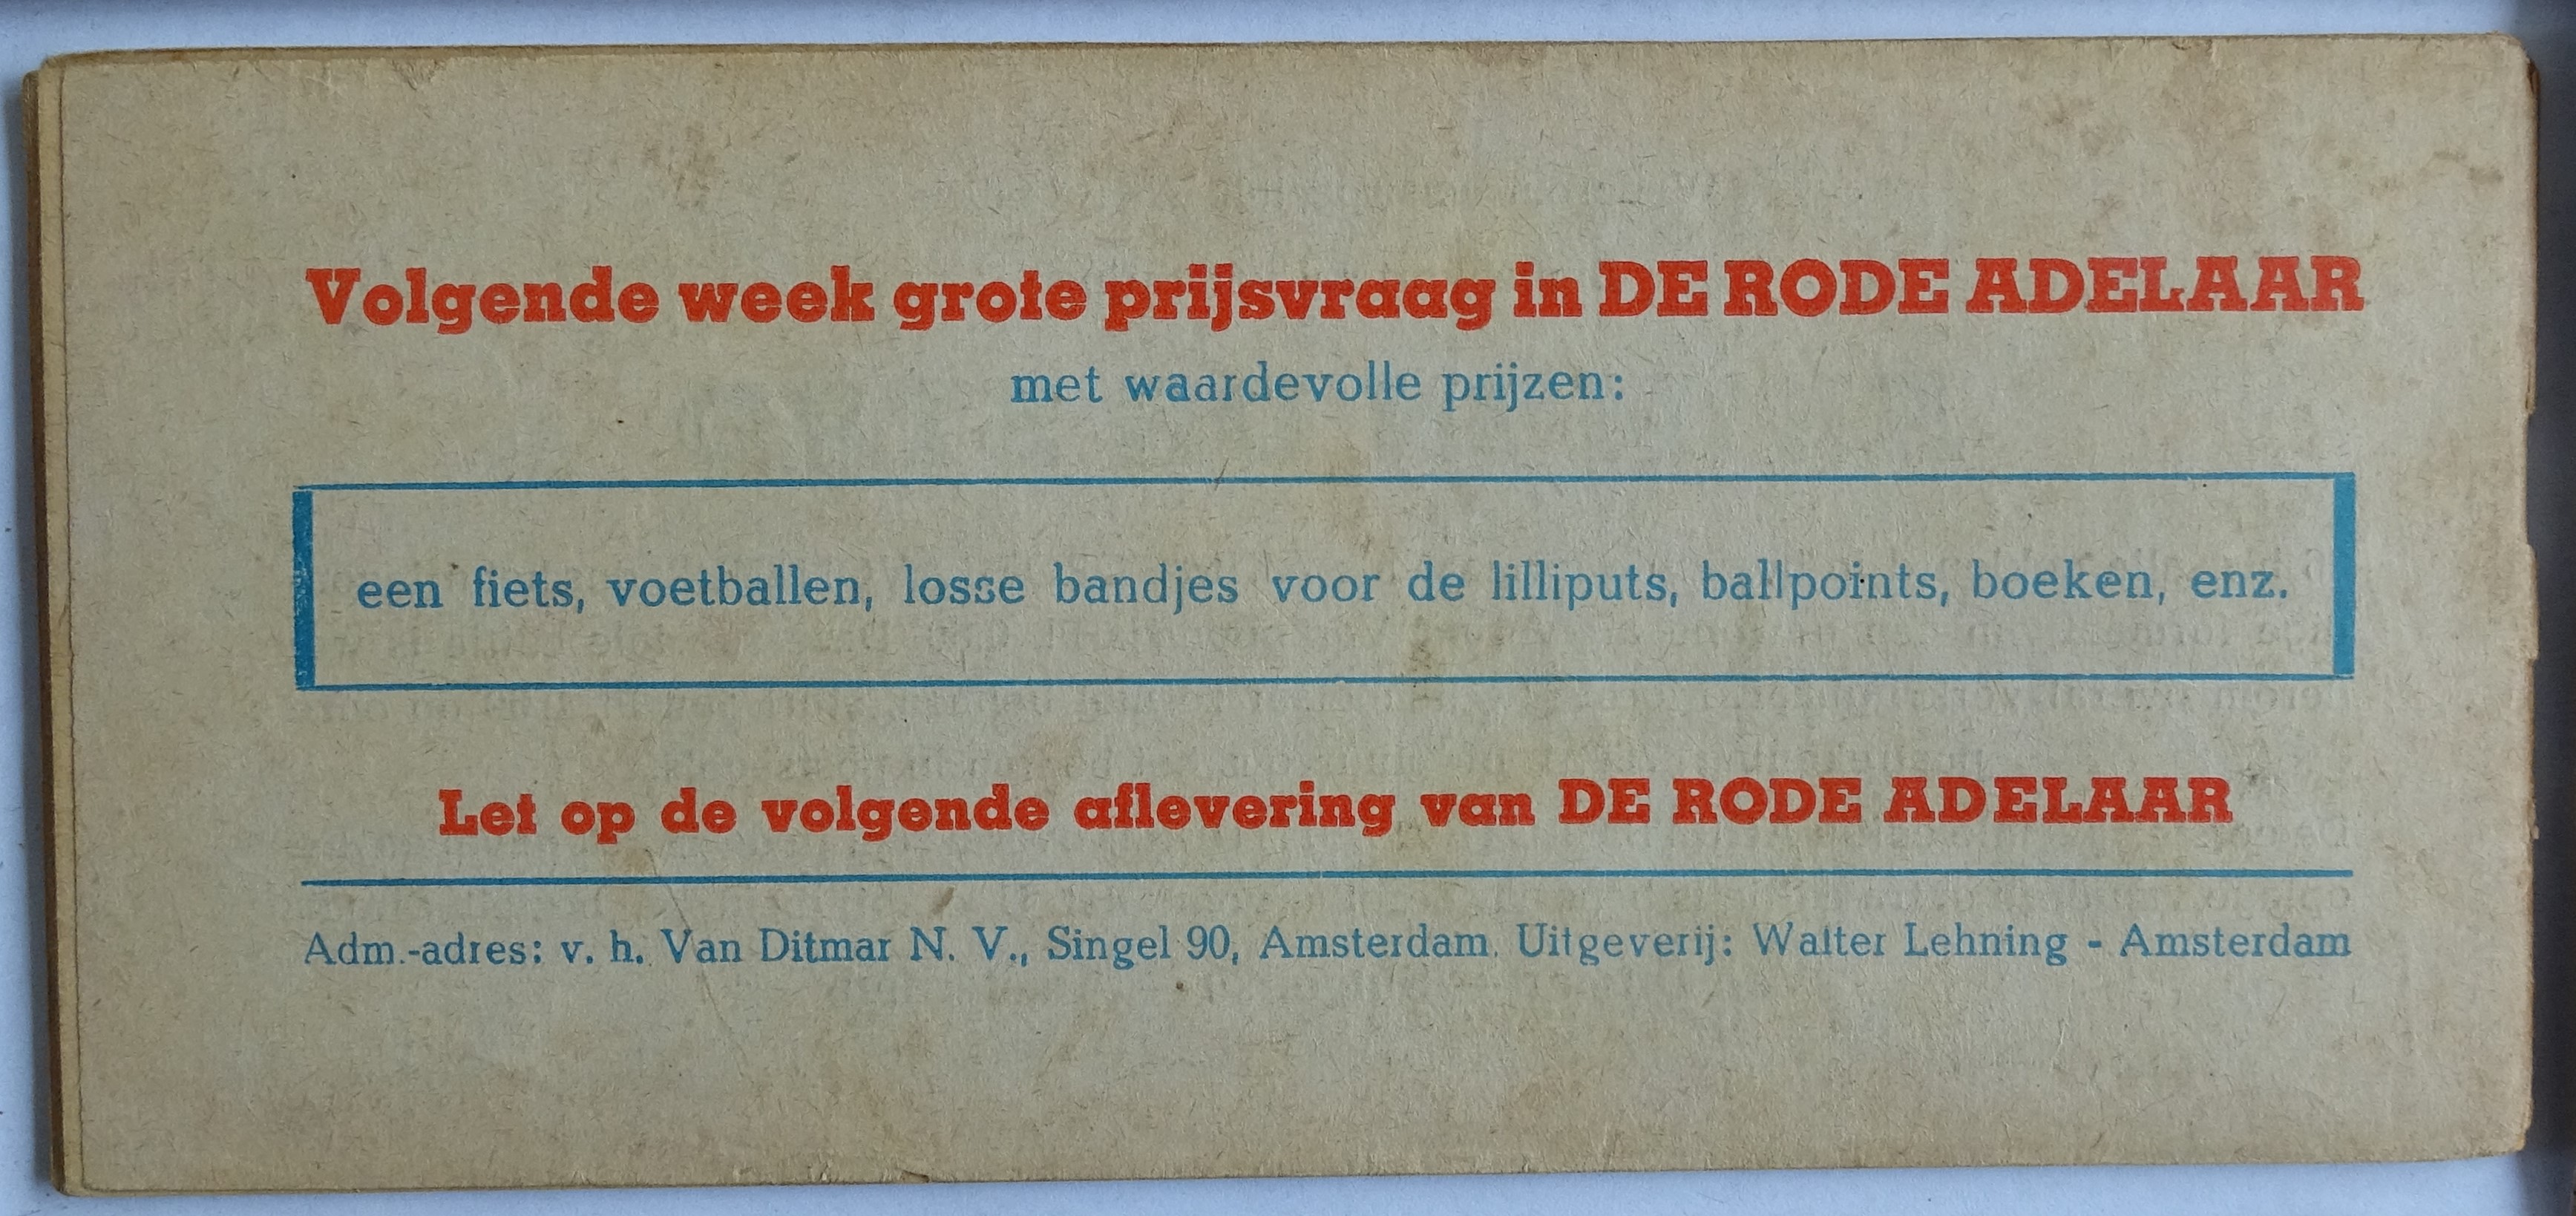 Volgende week grote prijsvraag in DE RODE ADELAAR
met waardevolle prijzen:
een fiets, voetballen, losse bandjes voor de lilliputs, ballpoints, boeken, enz.
Let op de volgende aflevering van DE RODE ADELAAR
Adm.-adres: v. h. Van Ditmar N. V., Singel 90, Amsterdam. Uitgeverij: Walter Lehning - Amsterdam